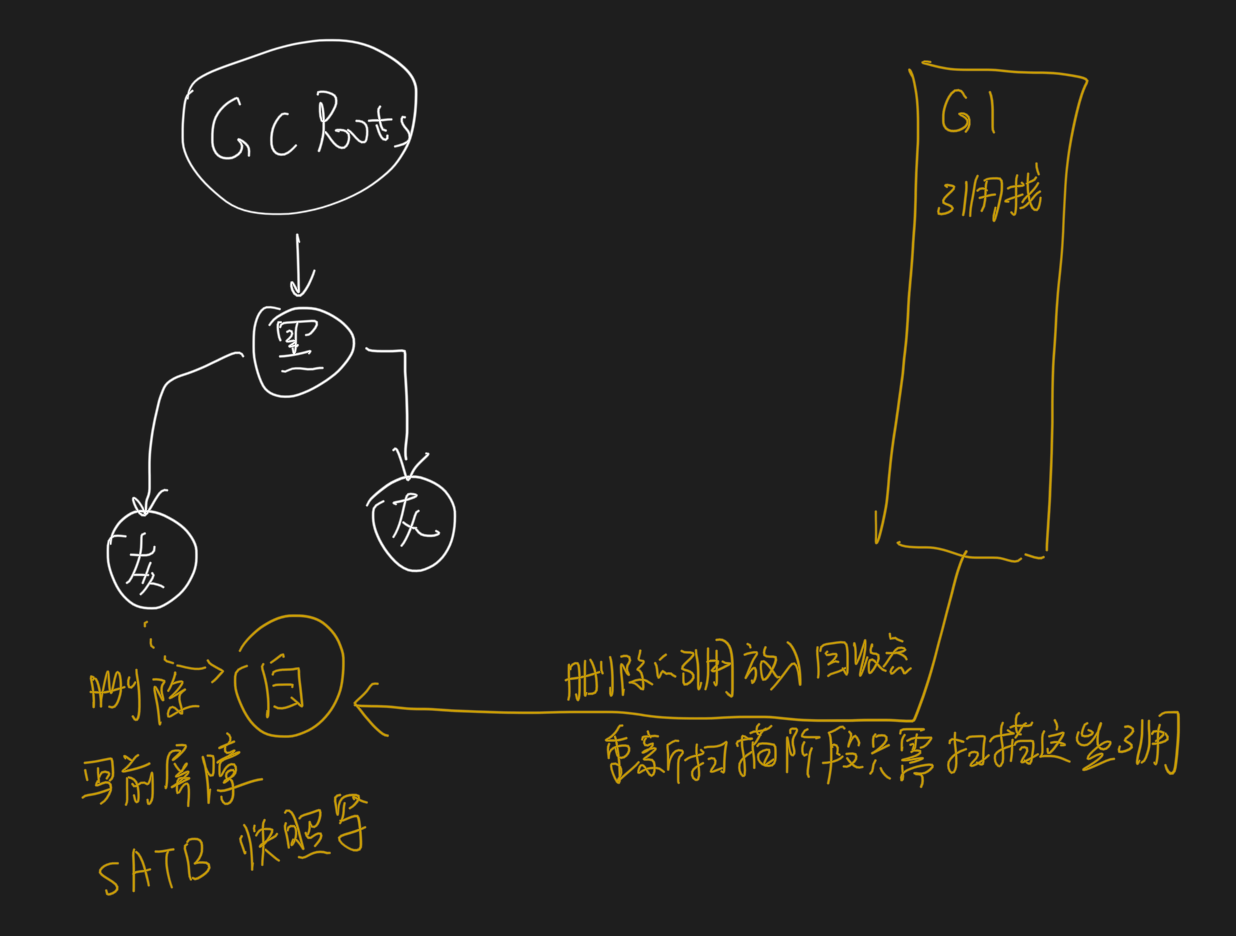 GC Roots
G1
引用栈
黑
灰
灰
删除
白
删除的引用放入回收态
重新扫描阶段只需扫描这些引用
写前屏障
SATB 快照写